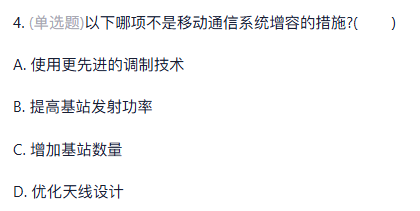 4. (单选题)以下哪项不是移动通信系统增容的措施?(　　)
A. 使用更先进的调制技术
B. 提高基站发射功率
C. 增加基站数量
D. 优化天线设计